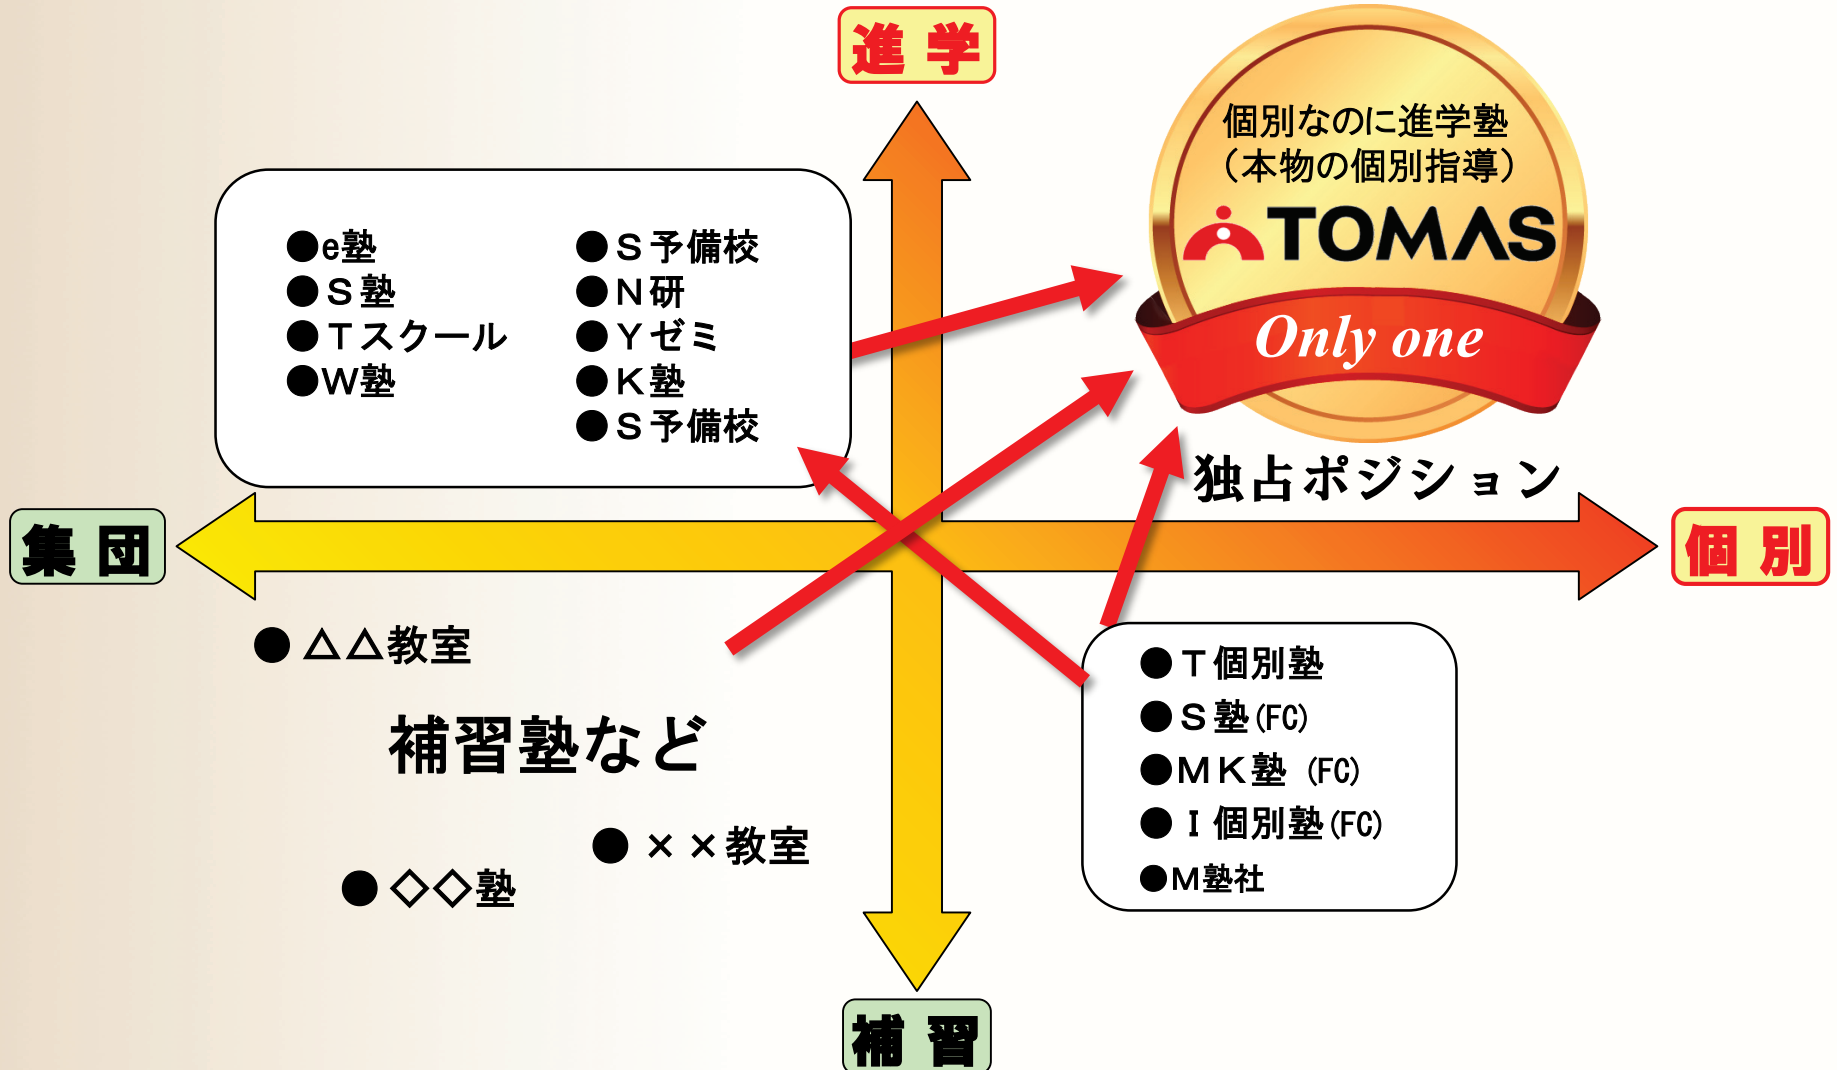 進 学
個別なのに進学塾
（本物の個別指導）
TOMAS
Only one
独占ポジション
●e塾
●Ｓ塾
●Ｔスクール
●W塾
●Ｓ予備校
●Ｎ研
●Ｙゼミ
●Ｋ塾
●Ｓ予備校
集 団
個 別
●△△教室
補習塾など
●××教室
●◇◇塾
●Ｔ個別塾
●Ｓ塾(FC)
●ＭＫ塾 (FC)
●Ｉ個別塾(FC)
●Ｍ塾社
補 習